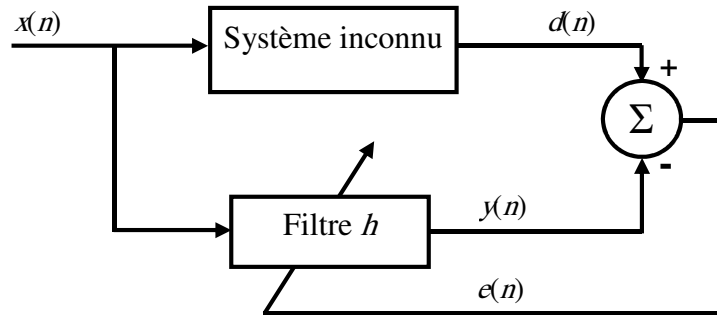 x(n)
Système inconnu
d(n)
+
Σ
-
Filtre h
y(n)
e(n)